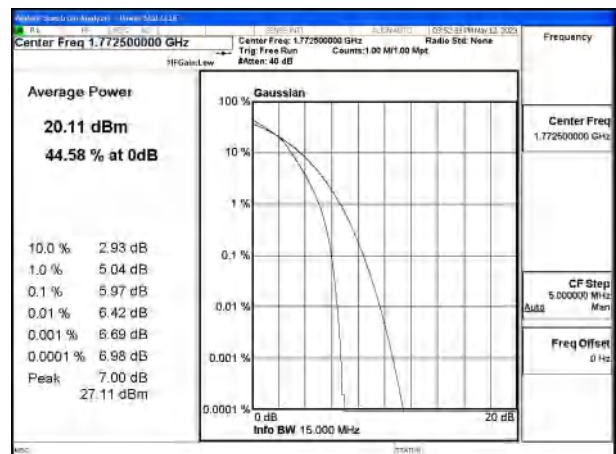 Center Freq 1.772500000 GHz
Center Freq: 1.772500000 GHz
Radio Std: None
Trig: Free Run
Counts:1.00 M/1.00 Mpt
#IFGain:Low
#Atten: 40 dB
Frequency
Average Power
20.11 dBm
44.58 % at 0dB
10.0 % 2.93 dB
1.0 % 5.04 dB
0.1 % 5.97 dB
0.01 % 6.42 dB
0.001 % 6.69 dB
0.0001 % 6.98 dB
Peak 7.00 dB
27.11 dBm
Gaussian
100 %
10 %
1 %
0.1 %
0.01 %
0.001 %
0.0001 %
0 dB
20 dB
Info BW 15.000 MHz
Center Freq
1.772500000 GHz
CF Step
5.000000 MHz
Auto Man
Freq Offset
0 Hz
MSG
STATUS